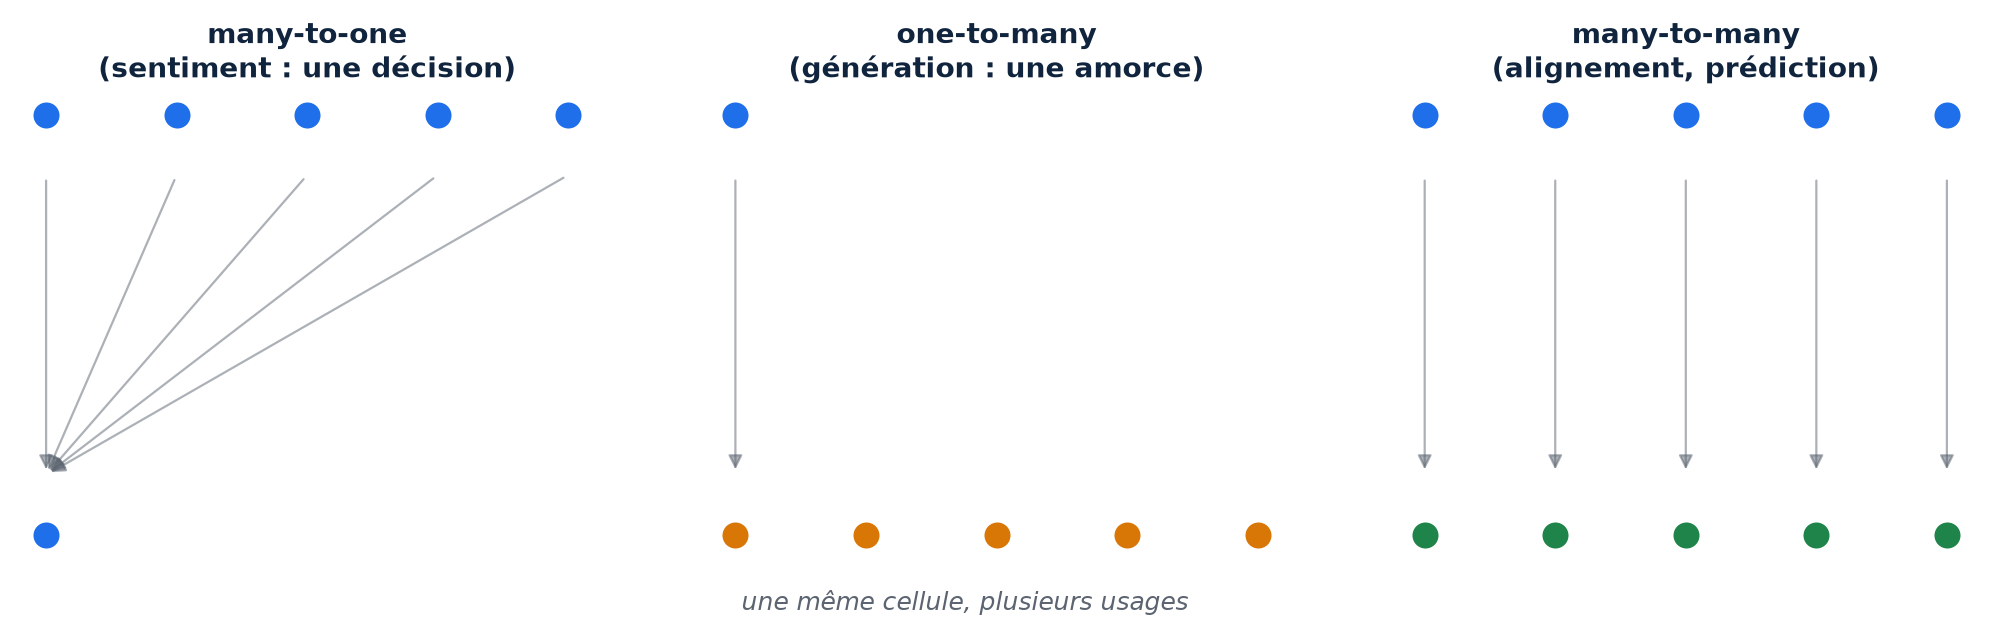 many-to-one
(sentiment : une décision)
one-to-many
(génération : une amorce)
many-to-many
(alignement, prédiction)
une même cellule, plusieurs usages